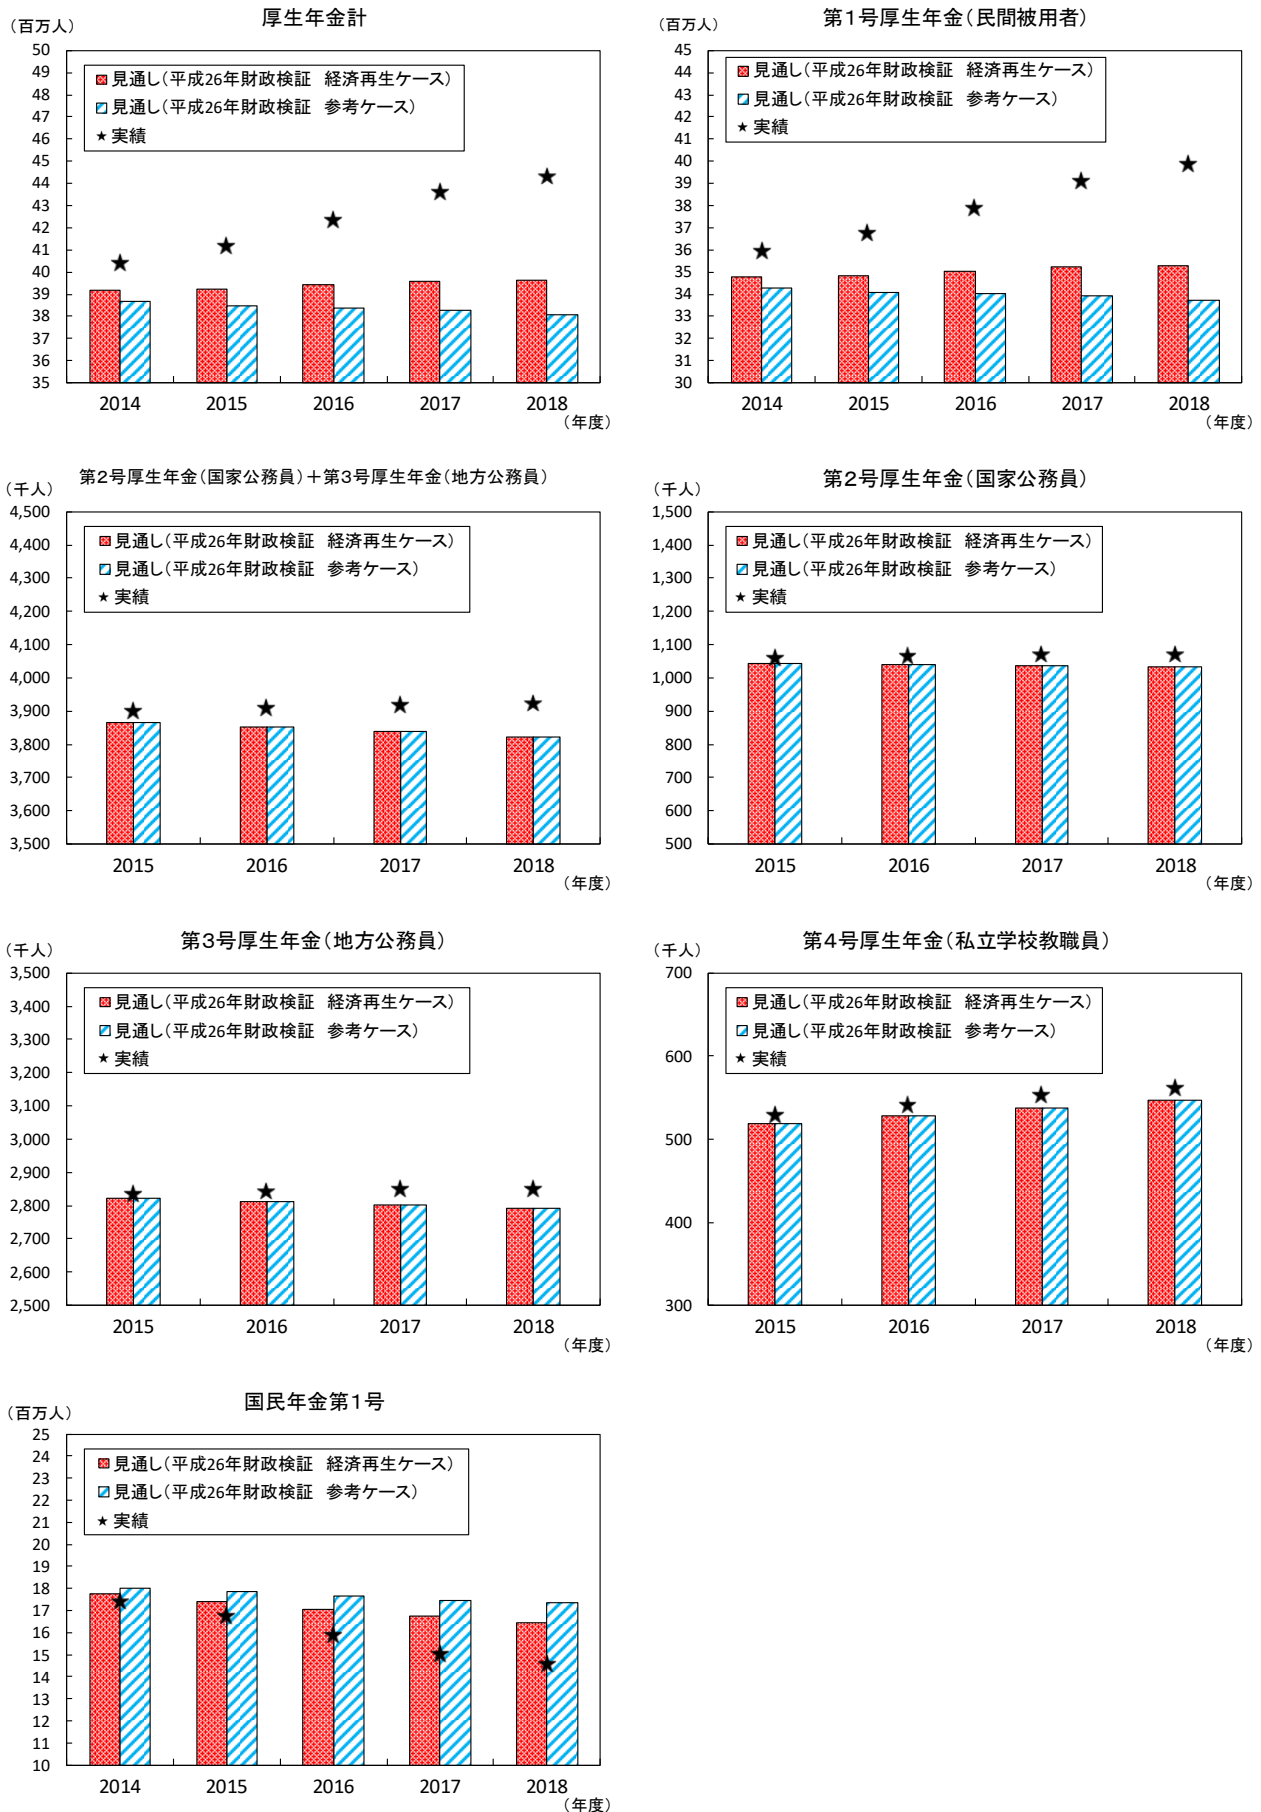 厚生年金計
（百万人）
50
49
48
47
46
45
44
43
42
41
40
39
38
37
36
35
見通し（平成26年財政検証　経済再生ケース）
見通し（平成26年財政検証　参考ケース）
★ 実績
2014 2015 2016 2017 2018
（年度）
第１号厚生年金（民間被用者）
（百万人）
45
44
43
42
41
40
39
38
37
36
35
34
33
32
31
30
見通し（平成26年財政検証　経済再生ケース）
見通し（平成26年財政検証　参考ケース）
★ 実績
2014 2015 2016 2017 2018
（年度）
第２号厚生年金（国家公務員）＋第３号厚生年金（地方公務員）
（千人）
4,500
4,400
4,300
4,200
4,100
4,000
3,900
3,800
3,700
3,600
3,500
見通し（平成26年財政検証　経済再生ケース）
見通し（平成26年財政検証　参考ケース）
★ 実績
2015 2016 2017 2018
（年度）
第２号厚生年金（国家公務員）
（千人）
1,500
1,400
1,300
1,200
1,100
1,000
900
800
700
600
500
見通し（平成26年財政検証　経済再生ケース）
見通し（平成26年財政検証　参考ケース）
★ 実績
2015 2016 2017 2018
（年度）
第３号厚生年金（地方公務員）
（千人）
3,500
3,400
3,300
3,200
3,100
3,000
2,900
2,800
2,700
2,600
2,500
見通し（平成26年財政検証　経済再生ケース）
見通し（平成26年財政検証　参考ケース）
★ 実績
2015 2016 2017 2018
（年度）
第４号厚生年金（私立学校教職員）
（千人）
700
600
500
400
300
見通し（平成26年財政検証　経済再生ケース）
見通し（平成26年財政検証　参考ケース）
★ 実績
2015 2016 2017 2018
（年度）
国民年金第１号
（百万人）
25
24
23
22
21
20
19
18
17
16
15
14
13
12
11
10
見通し（平成26年財政検証　経済再生ケース）
見通し（平成26年財政検証　参考ケース）
★ 実績
2014 2015 2016 2017 2018
（年度）